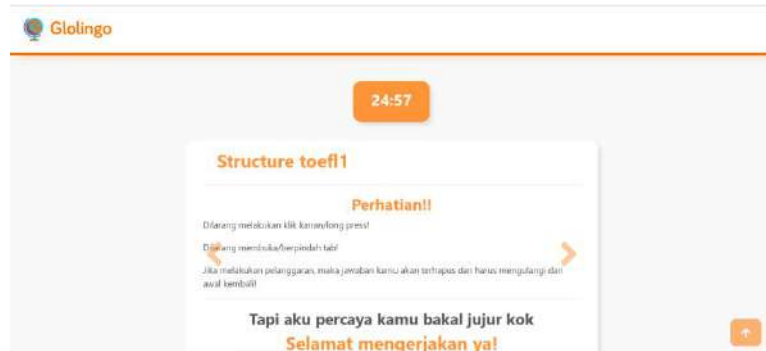 Glolingo
24:57
Structure toefl1
Perhatian!!
Dilarang melakukan klik kanan/long press!
Dilarang membuka/berpindah tab!
Jika melakukan pelanggaran, maka jawaban kamu akan terhapus dan harus mengulangi dari
awal kembali!
Tapi aku percaya kamu bakal jujur kok
Selamat mengerjakan ya!